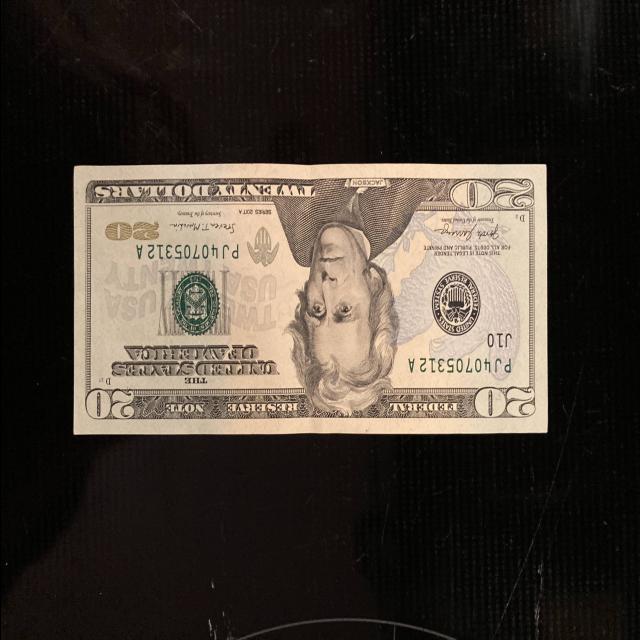 FEDERAL RESERVE NOTE
20
20
PJ40705312A
J10
THE
UNITED STATES
OF AMERICA
D
USA
TWENTY
USA
TWENTY
THIS NOTE IS LEGAL TENDER
FOR ALL DEBTS, PUBLIC AND PRIVATE
PJ40705312A
Treasurer of the United States
SERIES 2017 A
Secretary of the Treasury
20
20
JACKSON
TWENTY DOLLARS